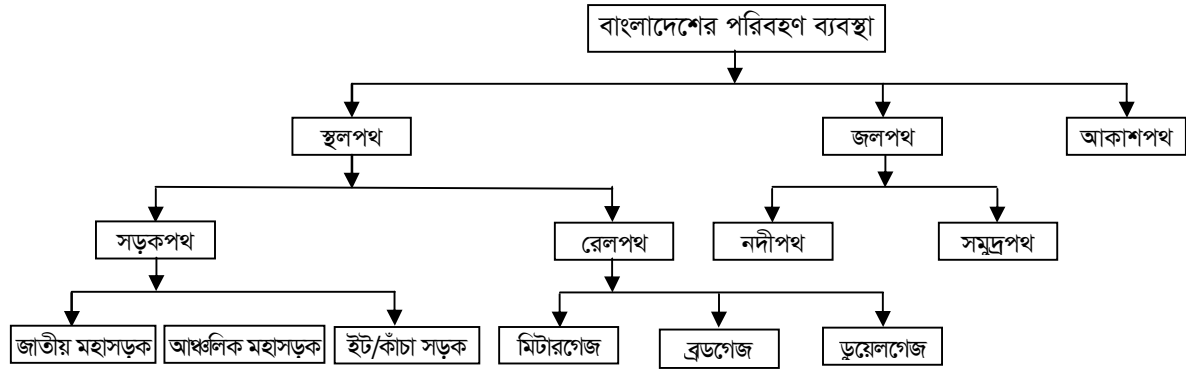 বাংলাদেশের পরিবহণ ব্যবস্থা
স্থলপথ
জলপথ
আকাশপথ
সড়কপথ
রেলপথ
নদীপথ
সমুদ্রপথ
জাতীয় মহাসড়ক
আঞ্চলিক মহাসড়ক
ইট/কাঁচা সড়ক
মিটারগেজ
ব্রডগেজ
ডুয়েলগেজ